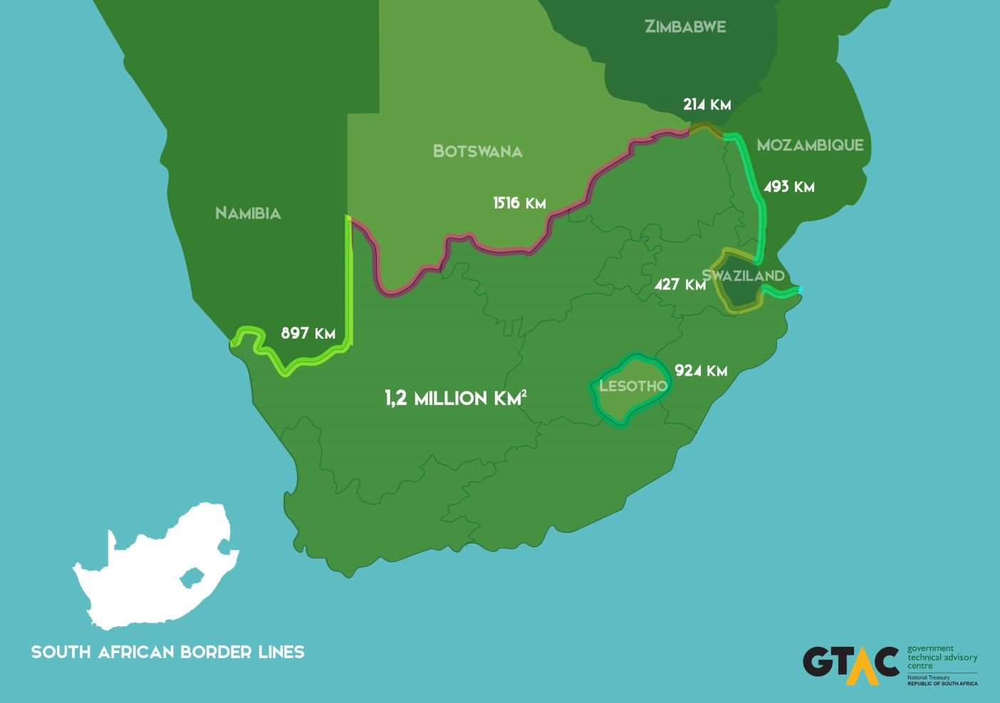 ZIMBABWE
214 KM
MOZAMBIQUE
BOTSWANA
493 KM
1516 KM
NAMIBIA
SWAZILAND
427 KM
897 KM
924 KM
LESOTHO
1,2 MILLION KM²
SOUTH AFRICAN BORDER LINES
GTAC
government
technical advisory
centre
National Treasury
REPUBLIC OF SOUTH AFRICA